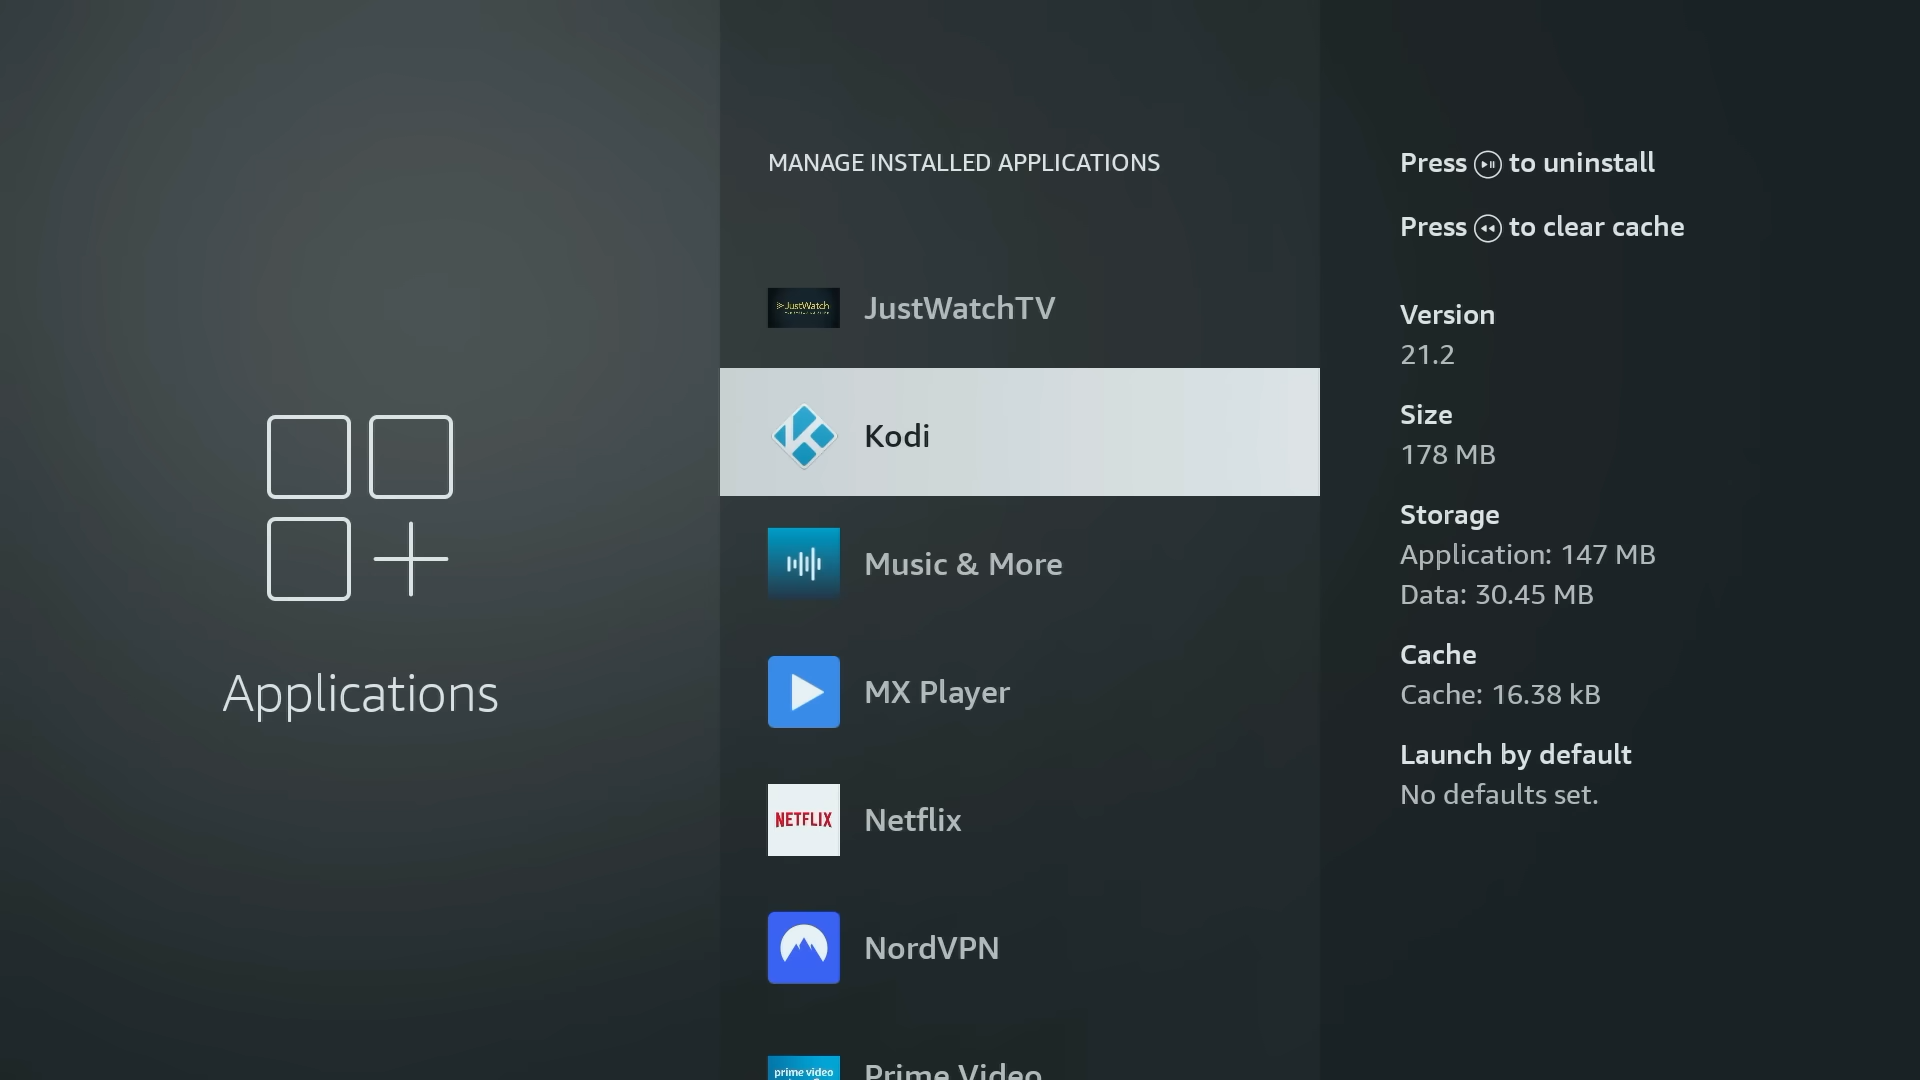 Applications
MANAGE INSTALLED APPLICATIONS
JustWatch
JustWatchTV
Kodi
Music & More
MX Player
NETFLIX
Netflix
NordVPN
prime video
Prime Video
Press to uninstall
Press to clear cache
Version
21.2
Size
178 MB
Storage
Application: 147 MB
Data: 30.45 MB
Cache
Cache: 16.38 kB
Launch by default
No defaults set.